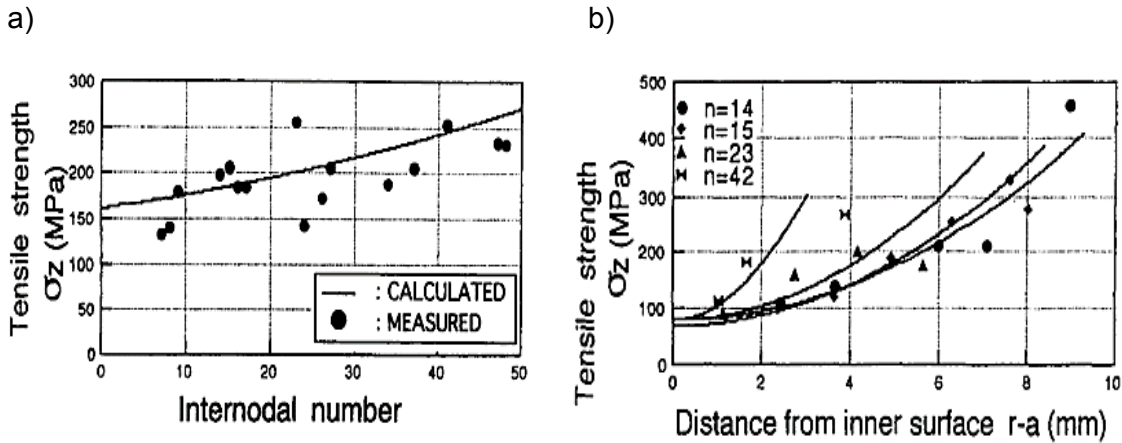 a)
b)
300
250
200
150
100
50
0
Tensile strength
σz (MPa)
— : CALCULATED
● : MEASURED
0 10 20 30 40 50
Internodal number
500
400
300
200
100
0
Tensile strength
σz (MPa)
n=14
n=15
n=23
n=42
0 2 4 6 8 10
Distance from inner surface r-a (mm)